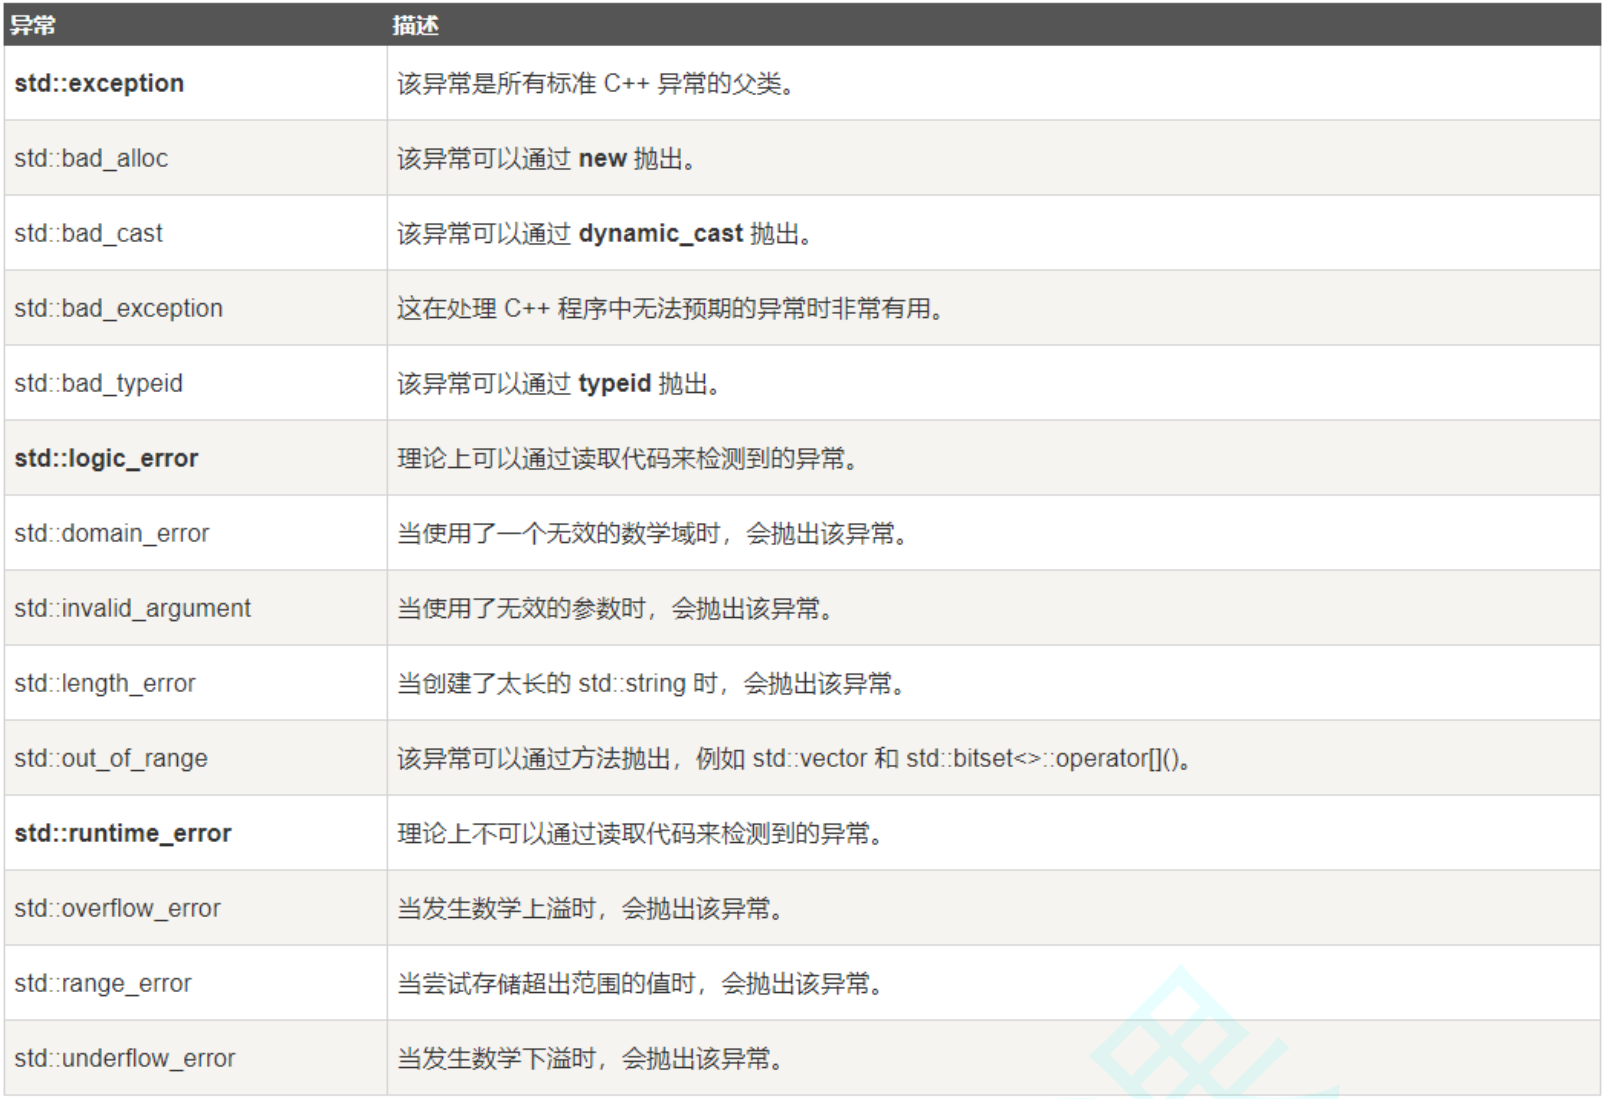 异常 描述
std::exception 该异常是所有标准 C++ 异常的父类。
std::bad_alloc 该异常可以通过 new 抛出。
std::bad_cast 该异常可以通过 dynamic_cast 抛出。
std::bad_exception 这在处理 C++ 程序中无法预期的异常时非常有用。
std::bad_typeid 该异常可以通过 typeid 抛出。
std::logic_error 理论上可以通过读取代码来检测到的异常。
std::domain_error 当使用了一个无效的数学域时，会抛出该异常。
std::invalid_argument 当使用了无效的参数时，会抛出该异常。
std::length_error 当创建了太长的 std::string 时，会抛出该异常。
std::out_of_range 该异常可以通过方法抛出，例如 std::vector 和 std::bitset<>::operator[]()。
std::runtime_error 理论上不可以通过读取代码来检测到的异常。
std::overflow_error 当发生数学上溢时，会抛出该异常。
std::range_error 当尝试存储超出范围的值时，会抛出该异常。
std::underflow_error 当发生数学下溢时，会抛出该异常。